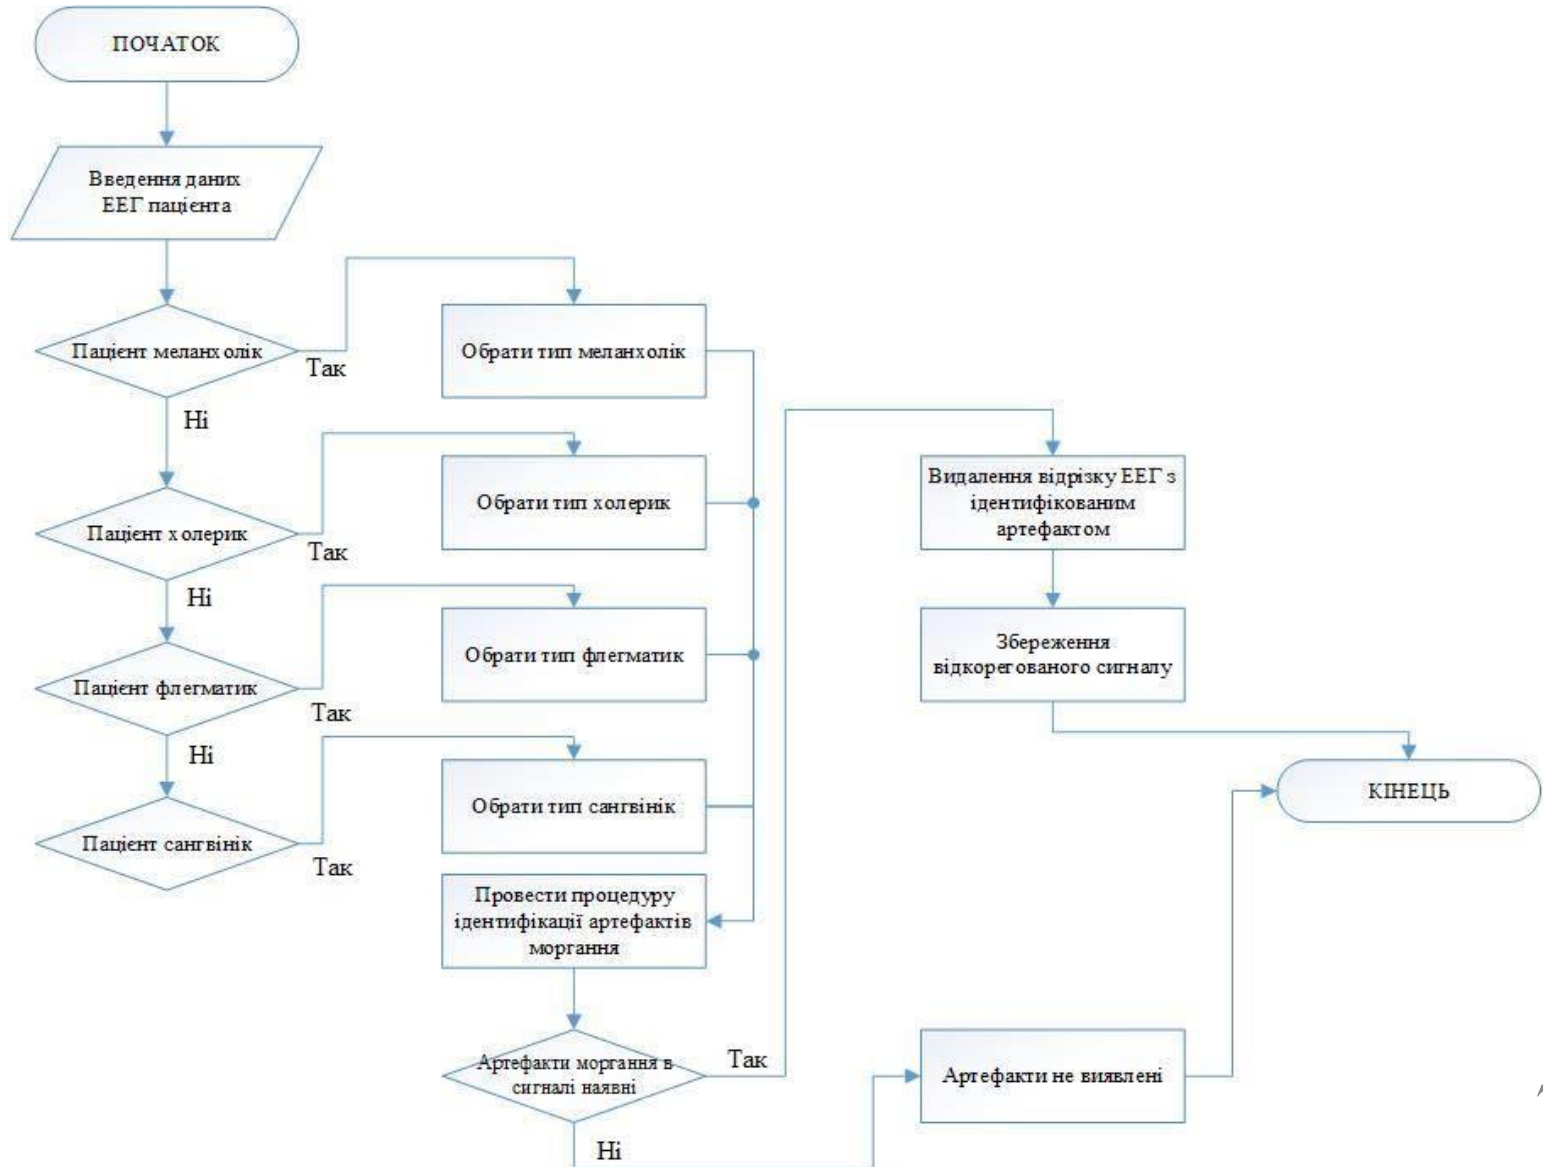 ПОЧАТОК
Введення даних
ЕЕГ пацієнта
Пацієнт меланхолік
Так
Обрати тип меланхолік
Ні
Пацієнт холерик
Так
Обрати тип холерик
Ні
Пацієнт флегматик
Так
Обрати тип флегматик
Ні
Пацієнт сангвінік
Так
Обрати тип сангвінік
Провести процедуру
ідентифікації артефактів
моргання
Артефакти моргання в
сигналі наявні
Так
Ні
Видалення відрізку ЕЕГ з
ідентифікованим
артефактом
Збереження
відкорегованого сигналу
Артефакти не виявлені
КІНЕЦЬ